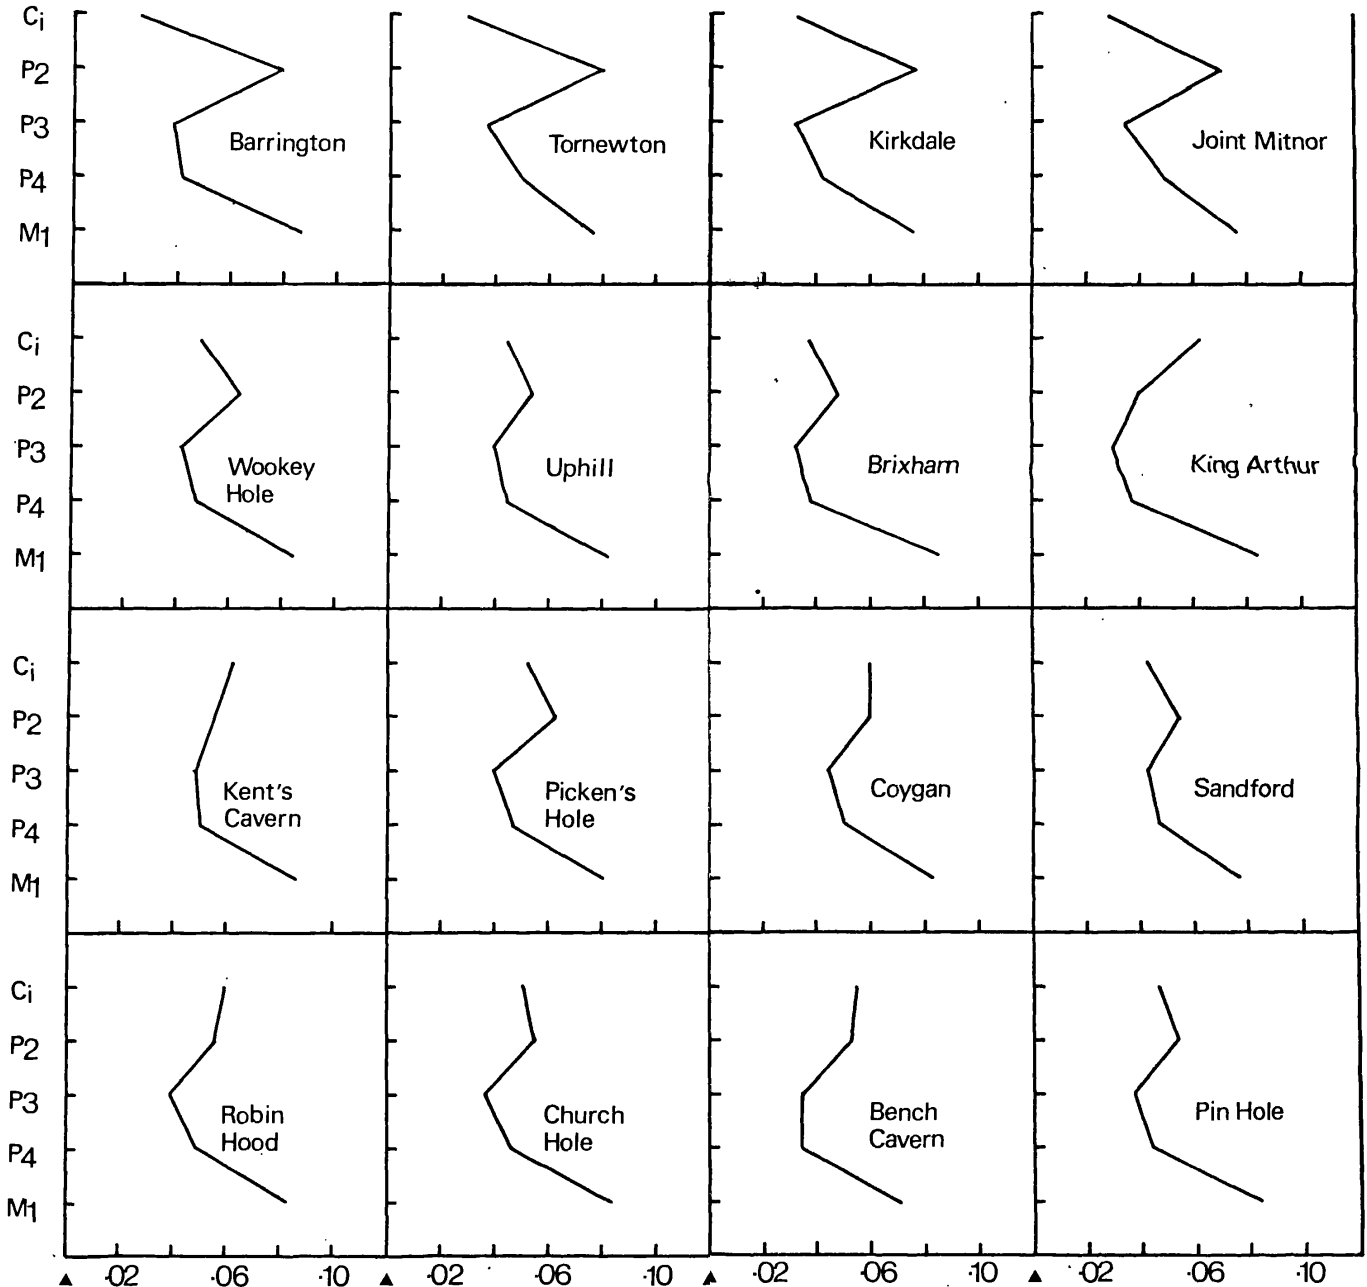 Ci
P2
P3
P4
M1
Barrington
Tornewton
Kirkdale
Joint Mitnor
Ci
P2
P3
P4
M1
Wookey
Hole
Uphill
Brixham
King Arthur
Ci
P2
P3
P4
M1
Kent's
Cavern
Picken's
Hole
Coygan
Sandford
Ci
P2
P3
P4
M1
Robin
Hood
Church
Hole
Bench
Cavern
Pin Hole
▲ ·02 ·06 ·10 ▲ ·02 ·06 ·10 ▲ ·02 ·06 ·10 ▲ ·02 ·06 ·10